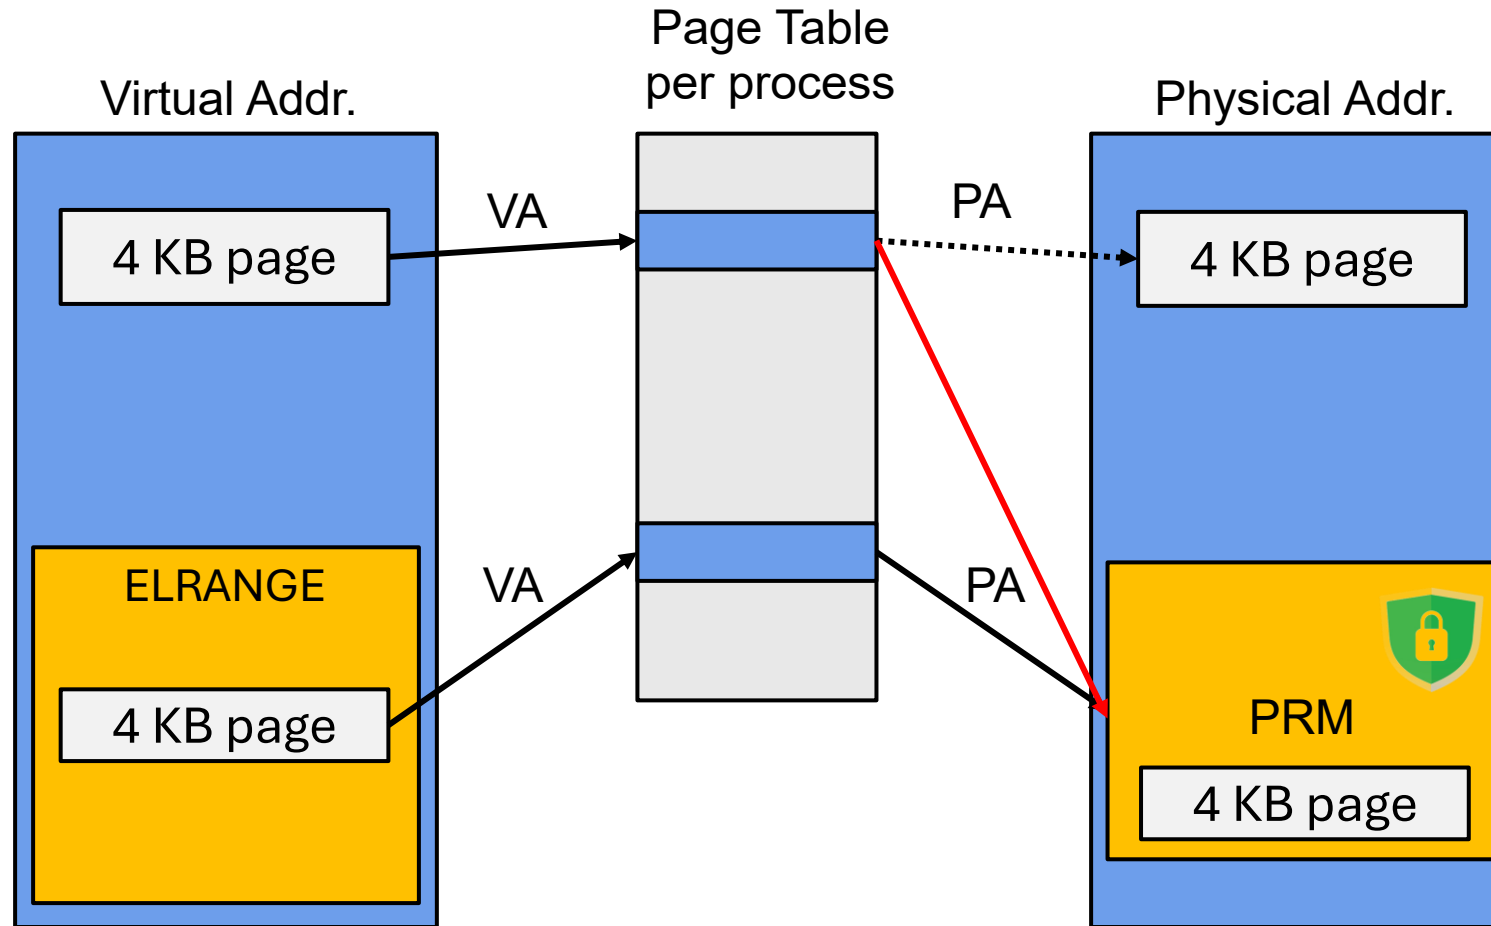 Page Table
per process
Virtual Addr.
Physical Addr.
VA
PA
4 KB page
4 KB page
ELRANGE
VA
PA
4 KB page
PRM
4 KB page